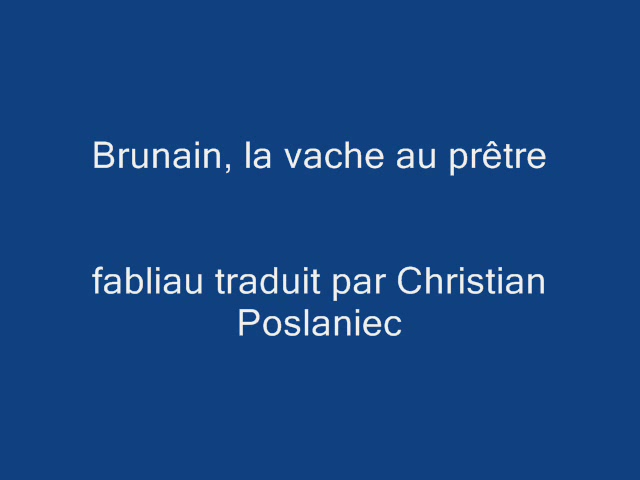 Brunain, la vache au prêtre
fabliau traduit par Christian
Poslaniec